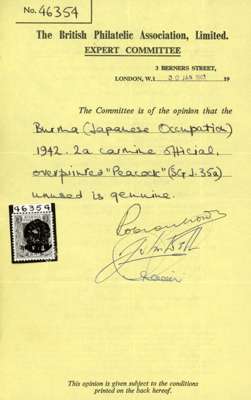 No. 46354
The British Philatelic Association, Limited.
EXPERT COMMITTEE
3 BERNERS STREET,
LONDON, W.1 30 JAN 19
The Committee is of the opinion that the
Burma (Japanese Occupation)
1942. 2a carmine official,
overprinted "Peacock" (SG J.35a)
unused is genuine.
46354
This opinion is given subject to the conditions
printed on the back hereof.